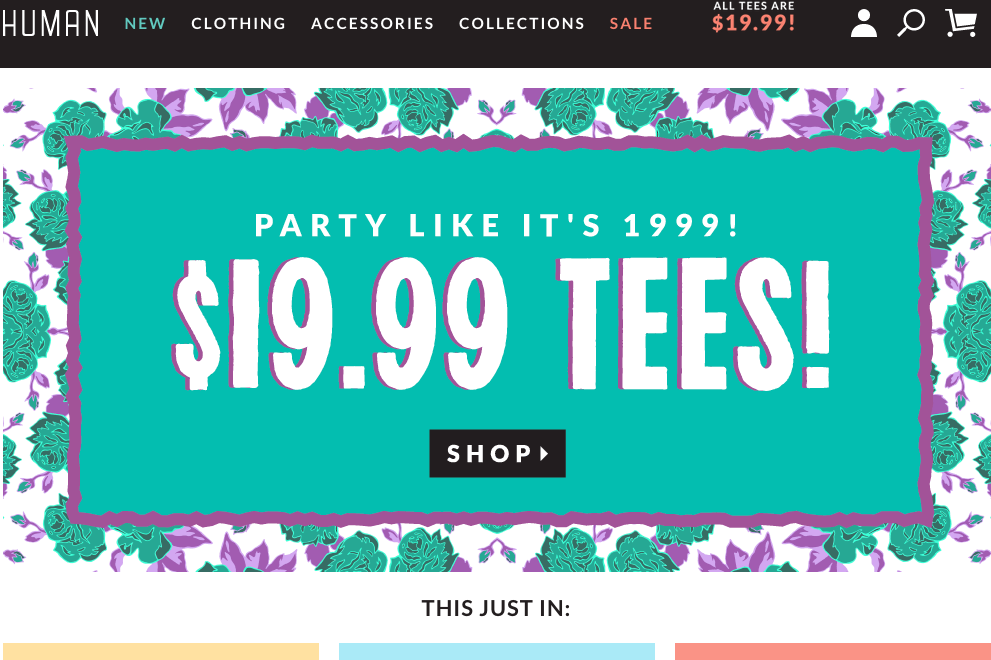 HUMAN NEW CLOTHING ACCESSORIES COLLECTIONS SALE
ALL TEES ARE
$19.99!
PARTY LIKE IT'S 1999!
$19.99 TEES!
SHOP
THIS JUST IN: